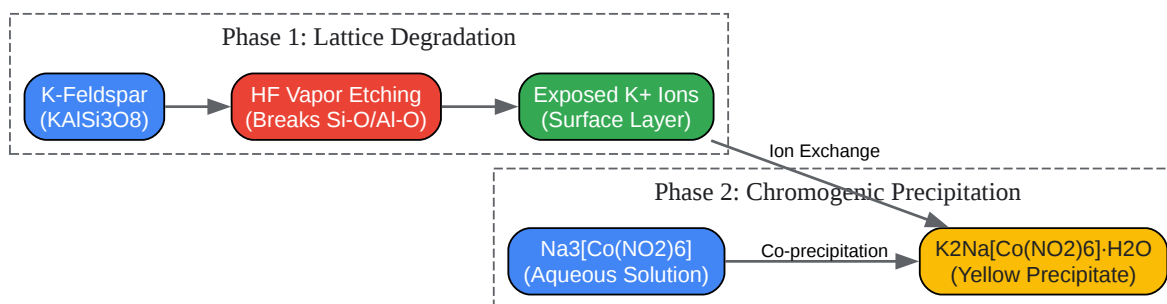 Phase 1: Lattice Degradation
K-Feldspar
(KAlSi3O8)
HF Vapor Etching
(Breaks Si-O/Al-O)
Exposed K+ Ions
(Surface Layer)
Ion Exchange
Phase 2: Chromogenic Precipitation
Na3[Co(NO2)6]
(Aqueous Solution)
Co-precipitation
K2Na[Co(NO2)6]·H2O
(Yellow Precipitate)